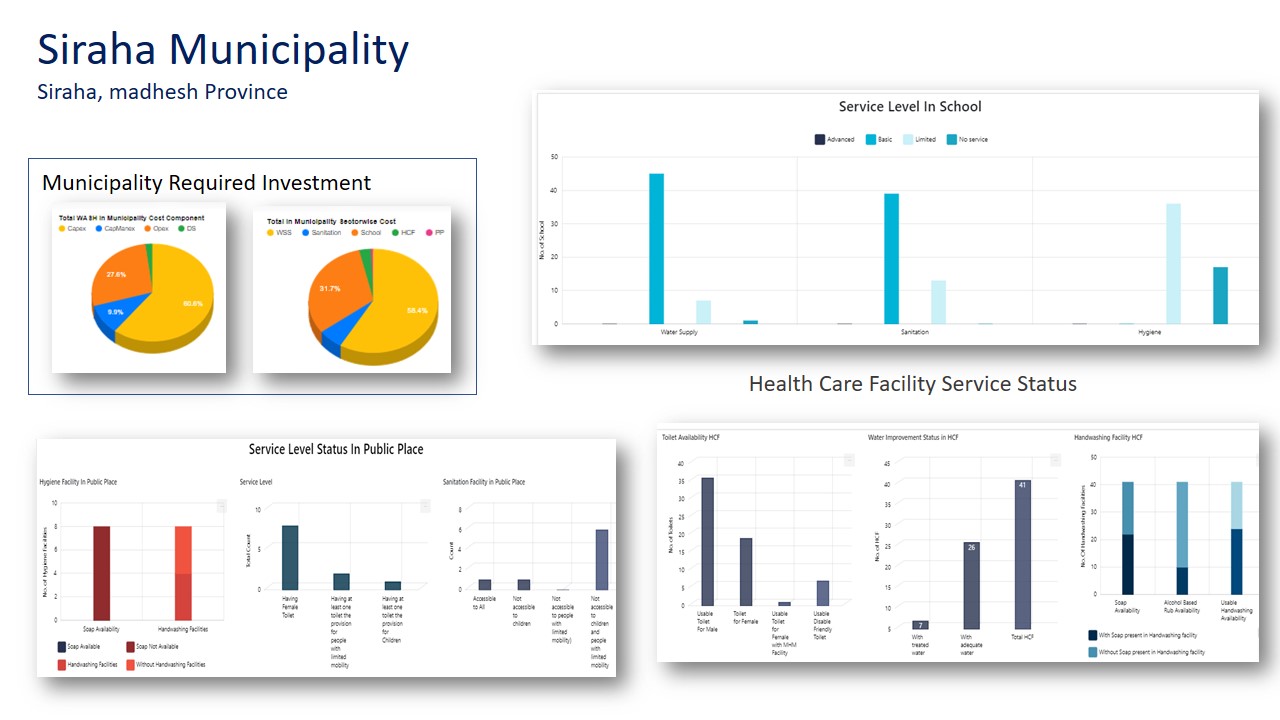 Siraha Municipality
Siraha, madhesh Province
Municipality Required Investment
Total WASH In Municipality Cost Component
Capex CapManex Opex DS
27.6%
9.9%
60.6%
Total In Municipality Sectorwise Cost
WSS Sanitation School HCF PP
31.7%
58.4%
Service Level In School
Advanced Basic Limited No service
No. of School
50
40
30
20
10
0
Water Supply Sanitation Hygiene
Health Care Facility Service Status
Service Level Status In Public Place
Hygiene Facility In Public Place
No. of Hygiene Facilities
10
8
6
4
2
0
Soap Availability Handwashing Facilities
Soap Available Soap Not Available
Handwashing Facilities Without Handwashing Facilities
Service Level
Total Count
10
5
0
Having
Female
Toilet
Having at
least one
toilet the
provision
for
people
with
limited
mobility
Having at
least one
toilet the
provision
for
Children
Sanitation Facility in Public Place
Count
8
6
4
2
0
Accessible
to All
Not
accessible
to
children
Not
accessible
to people
with
limited
mobility)
Not
accessible
to
children
and
people
with
limited
mobility
Toilet Availability HCF
No. of Toilets
40
35
30
25
20
15
10
5
0
Usable
Toilet
For Male
Toilet
for Female
Usable
Toilet
for
Female
with MHM
Facility
Usable
Disable
Friendly
Toilet
Water Improvement Status in HCF
No. of HCF
45
40
35
30
25
20
15
10
5
7
26
41
With
treated
water
With
adequate
water
Total HCF
Handwashing Facility HCF
No. Of Handwashing Facilities
50
40
30
20
10
0
Soap
Availability
Alcohol Based
Rub Availability
Usable
Handwashing
Availability
With Soap present in Handwashing facility
Without Soap present in Handwashing facility